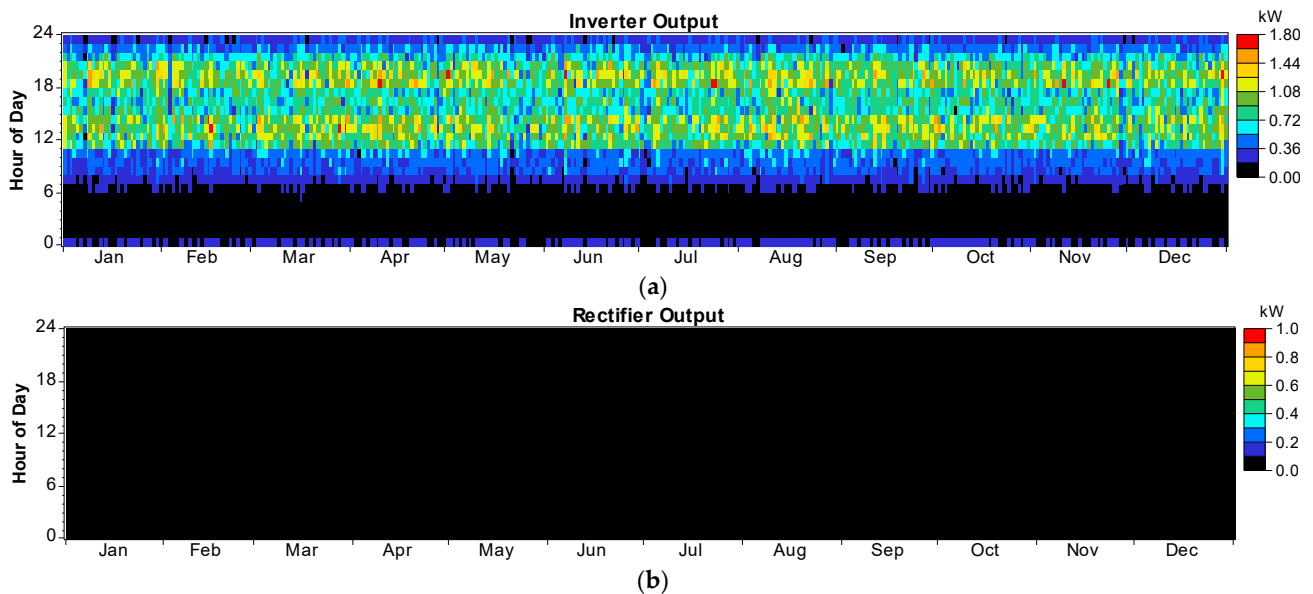 Inverter Output
kW
24
18
12
6
0
Hour of Day
1.80
1.44
1.08
0.72
0.36
0.00
Jan Feb Mar Apr May Jun Jul Aug Sep Oct Nov Dec
(a)
Rectifier Output
kW
24
18
12
6
0
Hour of Day
1.0
0.8
0.6
0.4
0.2
0.0
Jan Feb Mar Apr May Jun Jul Aug Sep Oct Nov Dec
(b)